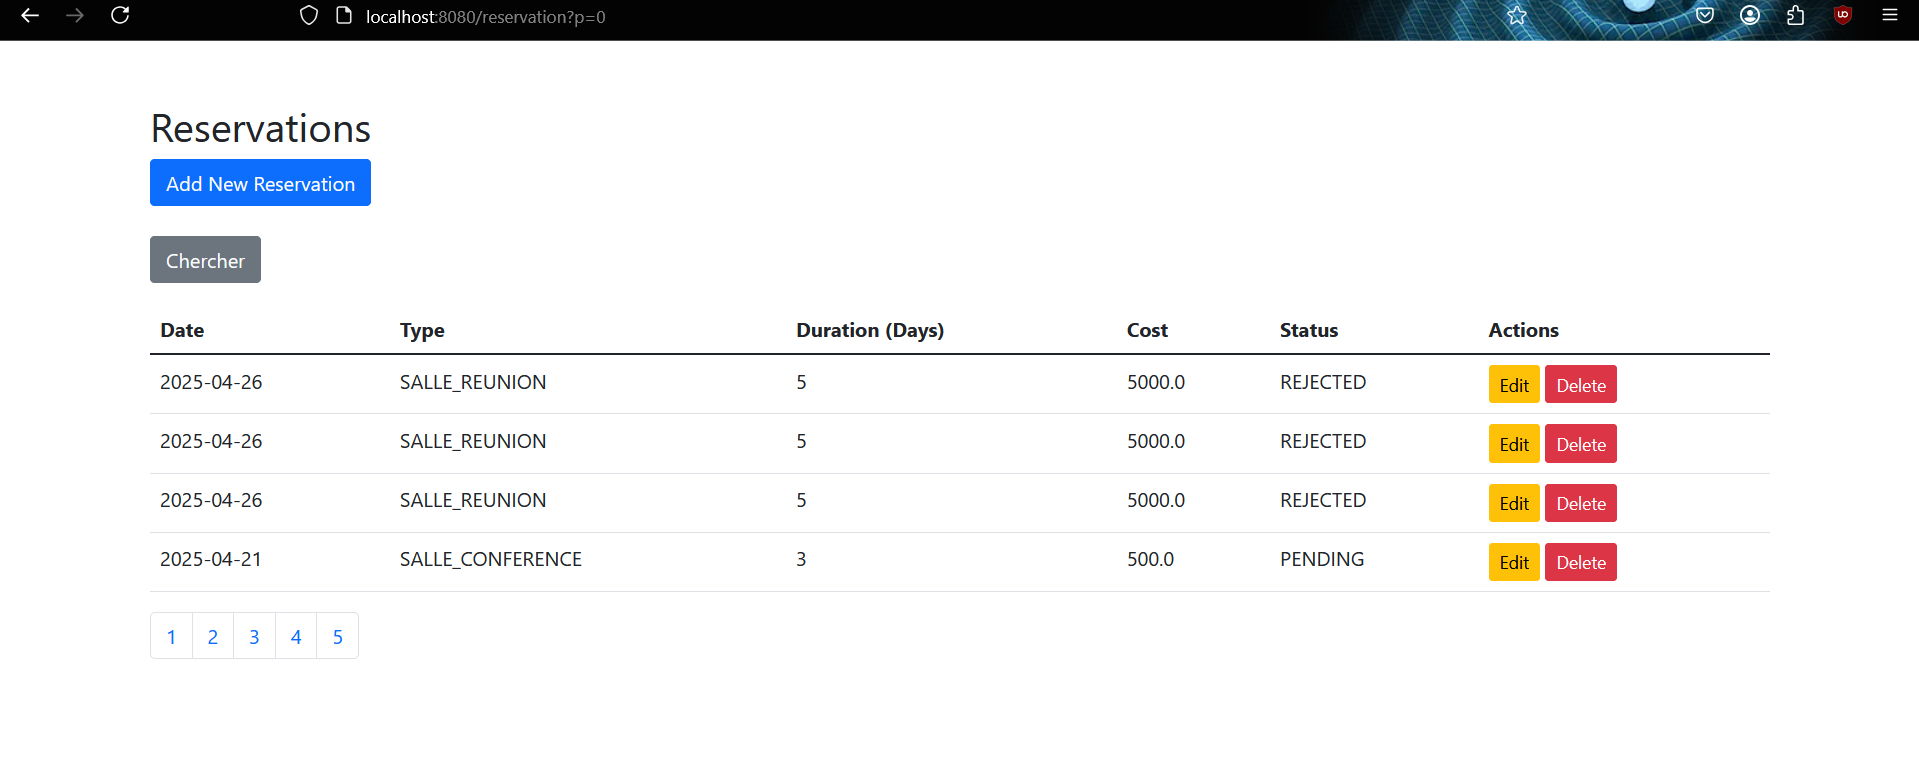 localhost:8080/reservation?p=0
Reservations
Add New Reservation
Chercher
Date Type Duration (Days) Cost Status Actions
2025-04-26 SALLE_REUNION 5 5000.0 REJECTED Edit Delete
2025-04-26 SALLE_REUNION 5 5000.0 REJECTED Edit Delete
2025-04-26 SALLE_REUNION 5 5000.0 REJECTED Edit Delete
2025-04-21 SALLE_CONFERENCE 3 500.0 PENDING Edit Delete
1 2 3 4 5